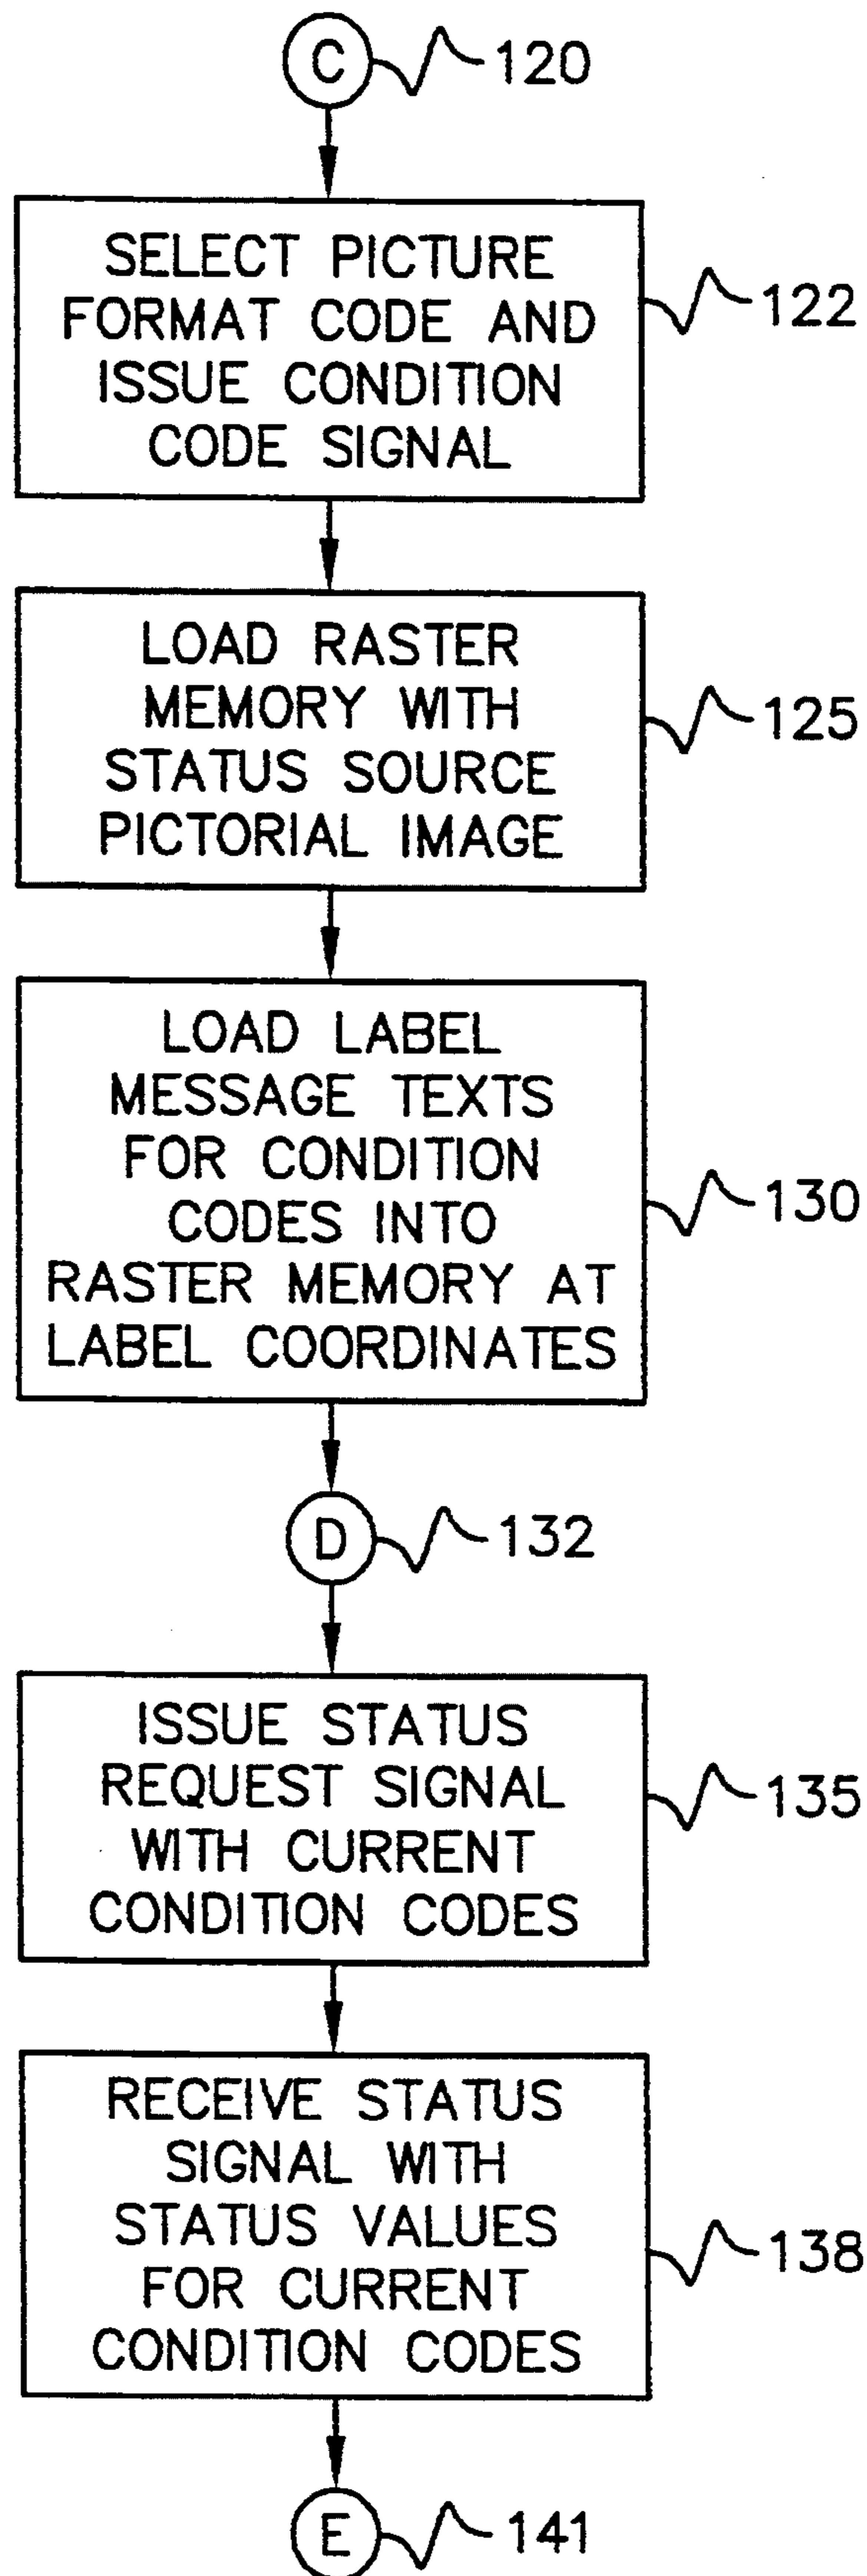 C 120
SELECT PICTURE
FORMAT CODE AND
ISSUE CONDITION
CODE SIGNAL
122
LOAD RASTER
MEMORY WITH
STATUS SOURCE
PICTORIAL IMAGE
125
LOAD LABEL
MESSAGE TEXTS
FOR CONDITION
CODES INTO
RASTER MEMORY AT
LABEL COORDINATES
130
D 132
ISSUE STATUS
REQUEST SIGNAL
WITH CURRENT
CONDITION CODES
135
RECEIVE STATUS
SIGNAL WITH
STATUS VALUES
FOR CURRENT
CONDITION CODES
138
E 141